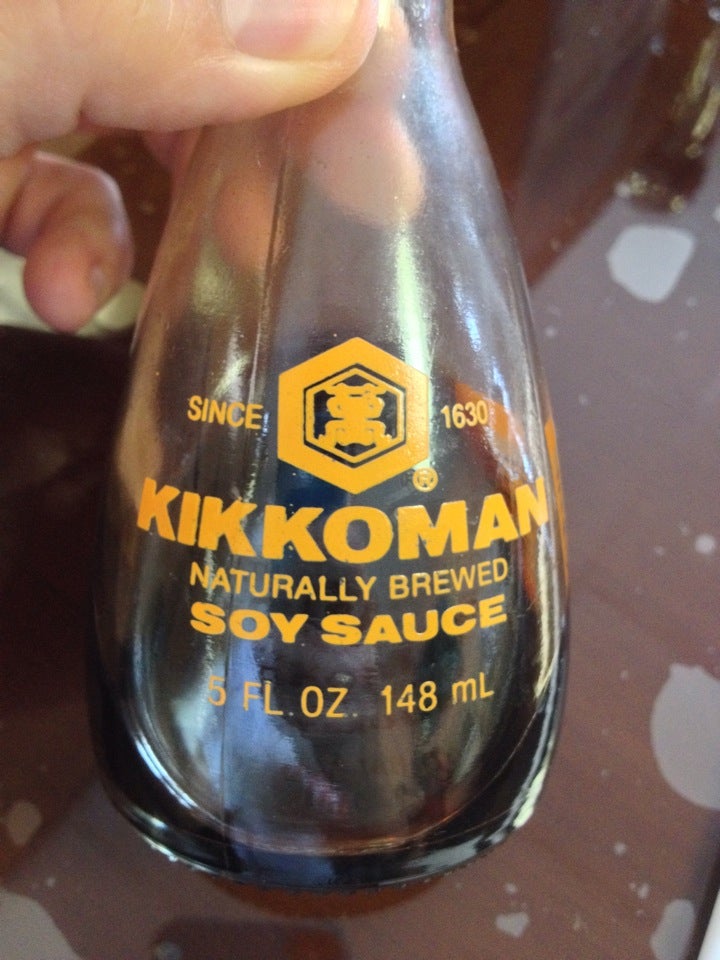 SINCE 1630
®
KIKKOMAN
NATURALLY BREWED
SOY SAUCE
5 FL. OZ. 148 mL